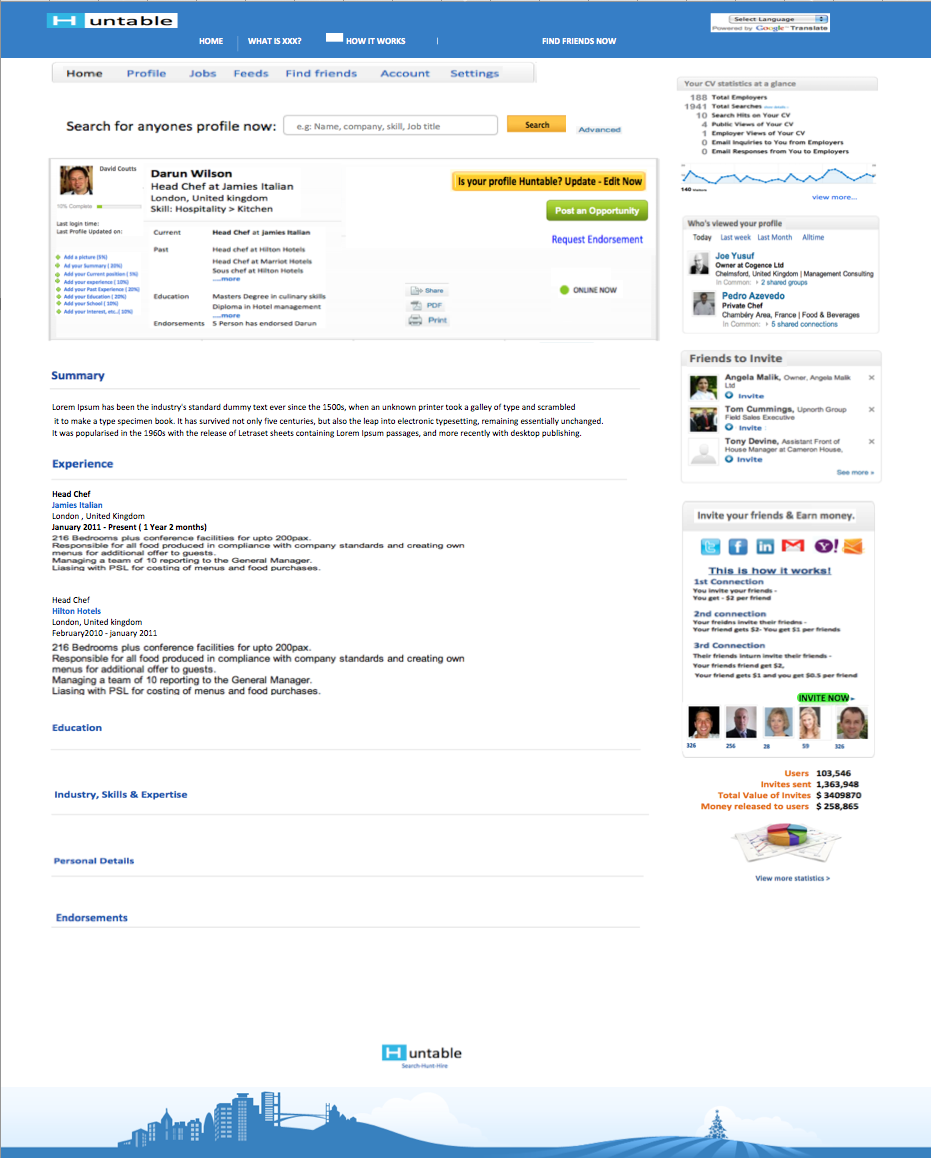 H untable
Select Language
Powered by Google™ Translate
HOME
WHAT IS XXX?
HOW IT WORKS
FIND FRIENDS NOW
Home Profile Jobs Feeds Find friends Account Settings
Search for anyones profile now:
e.g: Name, company, skill, Job title
Search
Advanced
David Coutts
10% Complete
Last login time:
Last Profile Updated on:
Add a picture (5%)
Ad your Summary ( 20%)
Add your Current position ( 5%)
Add your experience ( 10%)
Add your Past Experience ( 20%)
Add your Education ( 20%)
Add your School ( 10%)
Add your interest, etc..( 10%)
Darun Wilson
Head Chef at Jamies Italian
London, United kingdom
Skill: Hospitality > Kitchen
Current Head Chef at jamies Italian
Past Head chef at Hilton Hotels
Head Chef at Marriot Hotels
Sous chef at Hilton Hotels
....more
Education Masters Degree in culinary skills
Diploma in Hotel management
....more
Endorsements 5 Person has endorsed Darun
Is your profile Huntable? Update - Edit Now
Post an Opportunity
Request Endorsement
ONLINE NOW
Share
PDF
Print
Summary
Lorem Ipsum has been the industry's standard dummy text ever since the 1500s, when an unknown printer took a galley of type and scrambled
it to make a type specimen book. It has survived not only five centuries, but also the leap into electronic typesetting, remaining essentially unchanged.
It was popularised in the 1960s with the release of Letraset sheets containing Lorem Ipsum passages, and more recently with desktop publishing.
Experience
Head Chef
Jamies Italian
London , United Kingdom
January 2011 - Present ( 1 Year 2 months)
216 Bedrooms plus conference facilities for upto 200pax.
Responsible for all food produced in compliance with company standards and creating own
menus for additional offer to guests.
Managing a team of 10 reporting to the General Manager.
Liasing with PSL for costing of menus and food purchases.
Head Chef
Hilton Hotels
London, United kingdom
February2010 - january 2011
216 Bedrooms plus conference facilities for upto 200pax.
Responsible for all food produced in compliance with company standards and creating own
menus for additional offer to guests.
Managing a team of 10 reporting to the General Manager.
Liasing with PSL for costing of menus and food purchases.
Education
Industry, Skills & Expertise
Personal Details
Endorsements
Your CV statistics at a glance
188 Total Employers
1941 Total Searches
10 Search Hits on Your CV
4 Public Views of Your CV
1 Employer Views of Your CV
0 Email Inquiries to You from Employers
0 Email Responses from You to Employers
140 Visitors
view more...
Who's viewed your profile
Today Last week Last Month Alltime
Joe Yusuf
Owner at Cogence Ltd
Chelmsford, United Kingdom | Management Consulting
In Common: › 2 shared groups
Pedro Azevedo
Private Chef
Chambéry Area, France | Food & Beverages
In Common: › 5 shared connections
Friends to Invite
Angela Malik, Owner, Angela Malik
Ltd
Invite
Tom Cummings, Upnorth Group
Field Sales Executive
Invite
Tony Devine, Assistant Front of
House Manager at Cameron House,
Invite
See more »
Invite your friends & Earn money.
This is how it works!
1st Connection
You invite your friends -
You get - $2 per friend
2nd connection
Your freidns invite their friedns -
Your friend gets $2- You get $1 per friends
3rd Connection
Their friends inturn invite their friends -
Your friends friend get $2,
Your friend gets $1 and you get $0.5 per friend
INVITE NOW
326 256 28 59 326
Users 103,546
Invites sent 1,363,948
Total Value of Invites $ 3409870
Money released to users $ 258,865
View more statistics >
H untable
Search-Hunt-Hire